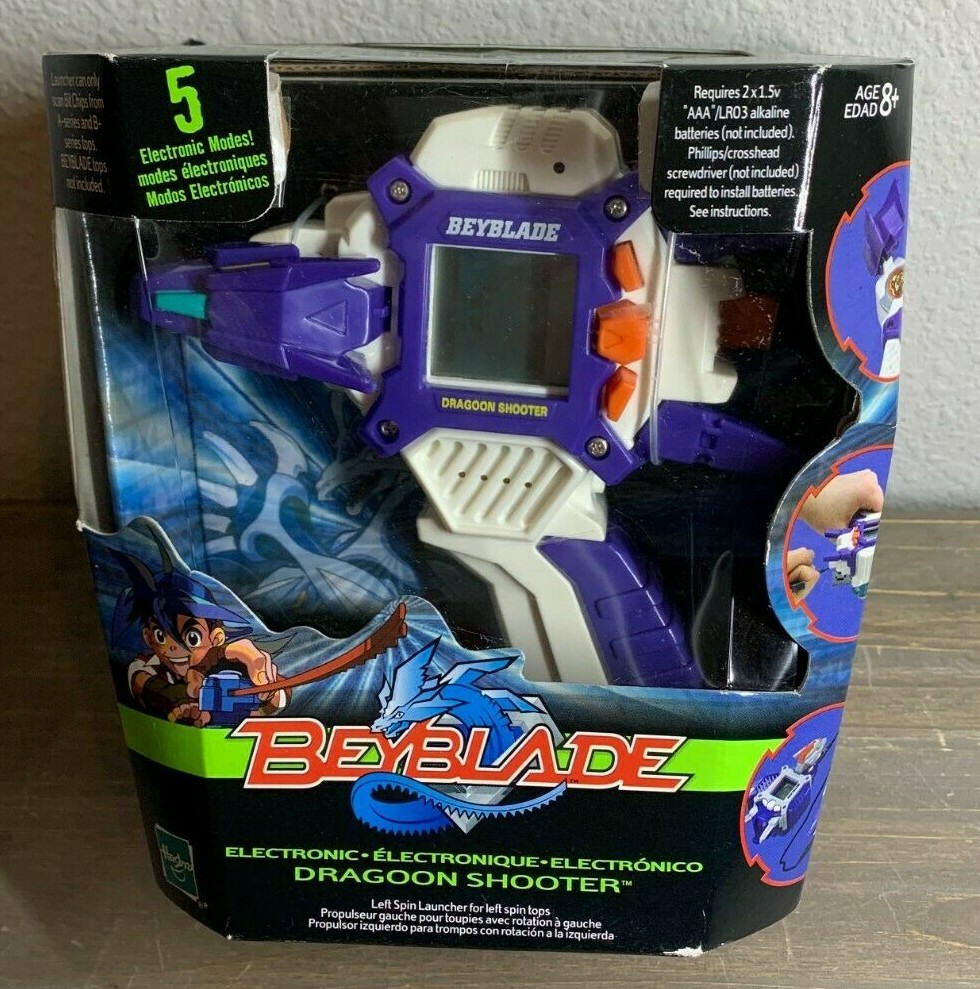 Launcher can only
scan Bit Chips from
A-series and B-
series tops.
BEYBLADE tops
not included.
5
Electronic Modes!
modes électroniques
Modos Electrónicos
Requires 2 x 1.5v
"AAA"/LR03 alkaline
batteries (not included).
Phillips/crosshead
screwdriver (not included)
required to install batteries.
See instructions.
AGE 8+
EDAD
BEYBLADE
DRAGOON SHOOTER
BEYBLADE™
Hasbro
ELECTRONIC • ÉLECTRONIQUE • ELECTRÓNICO
DRAGOON SHOOTER™
Left Spin Launcher for left spin tops
Propulseur gauche pour toupies avec rotation à gauche
Propulsor izquierdo para trompos con rotación a la izquierda